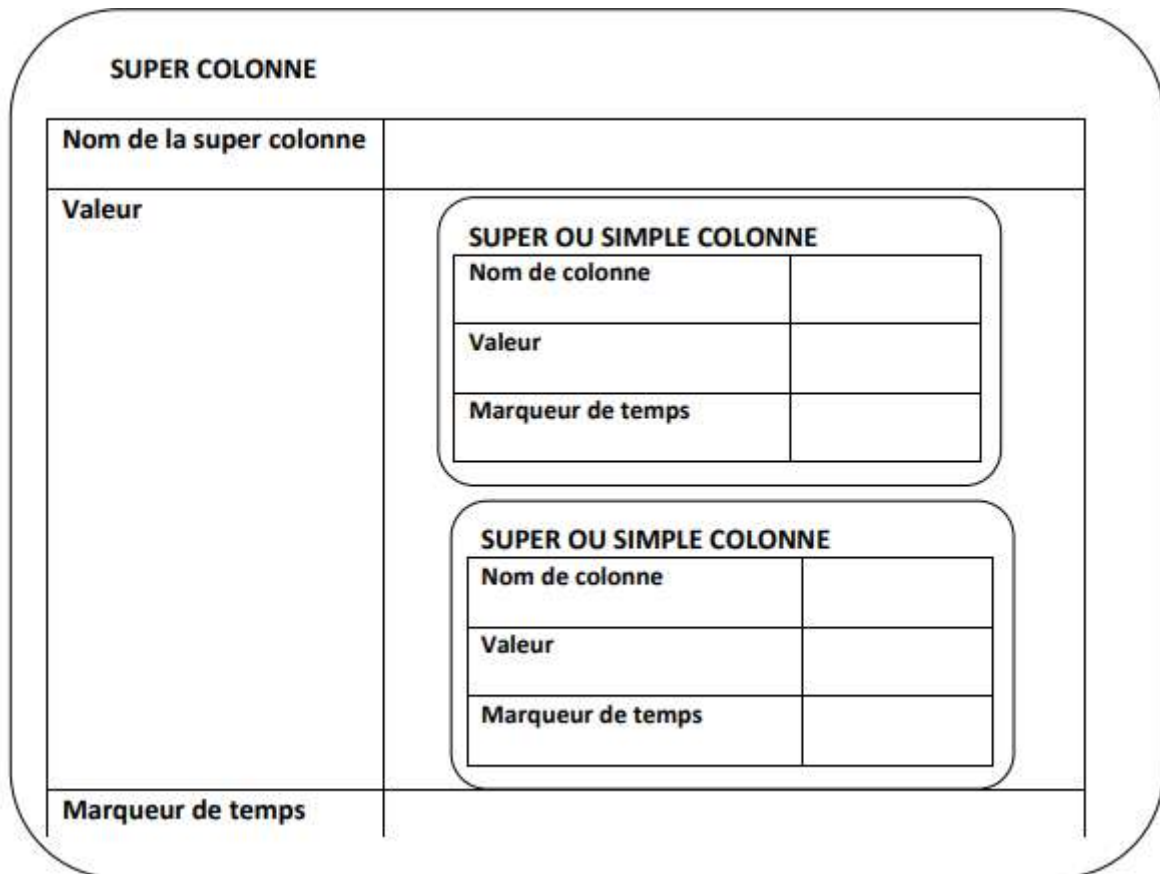 SUPER COLONNE
Nom de la super colonne
Valeur
SUPER OU SIMPLE COLONNE
Nom de colonne
Valeur
Marqueur de temps
SUPER OU SIMPLE COLONNE
Nom de colonne
Valeur
Marqueur de temps
Marqueur de temps